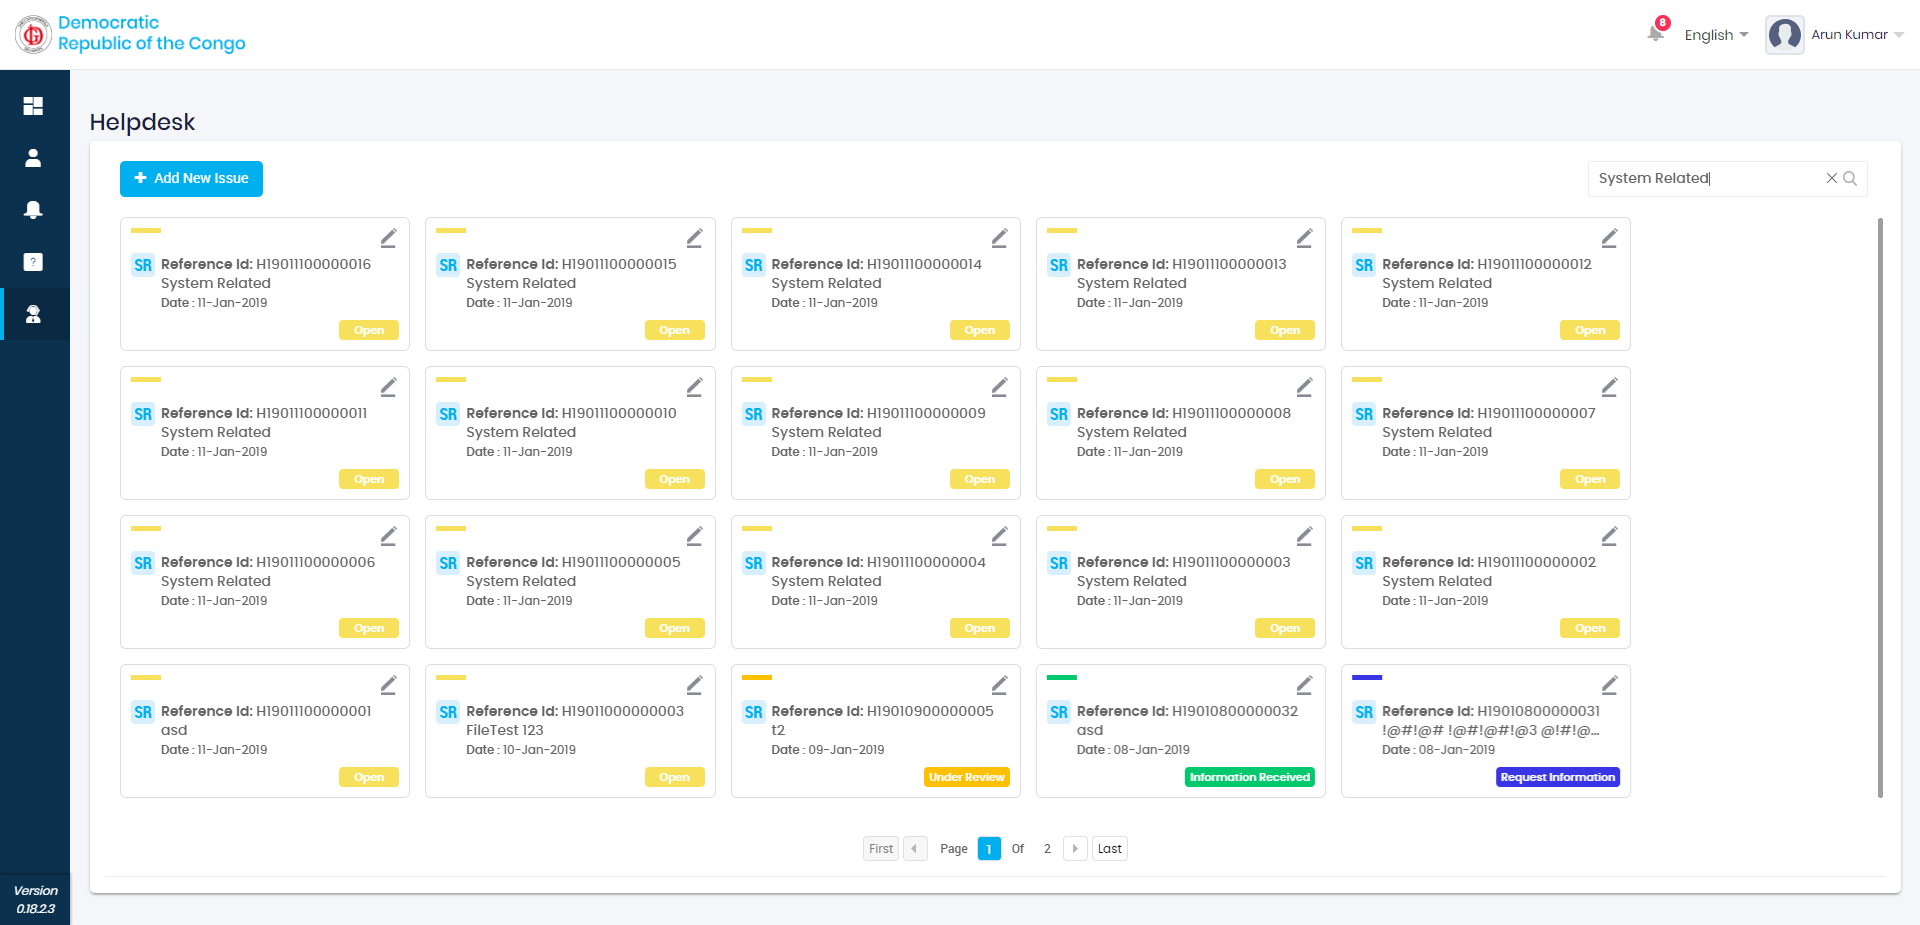 Democratic
Republic of the Congo
8
English
Arun Kumar
Helpdesk
+ Add New Issue
System Related
SR Reference Id: H19011100000016
System Related
Date : 11-Jan-2019
Open
SR Reference Id: H19011100000015
System Related
Date : 11-Jan-2019
Open
SR Reference Id: H19011100000014
System Related
Date : 11-Jan-2019
Open
SR Reference Id: H19011100000013
System Related
Date : 11-Jan-2019
Open
SR Reference Id: H19011100000012
System Related
Date : 11-Jan-2019
Open
SR Reference Id: H19011100000011
System Related
Date : 11-Jan-2019
Open
SR Reference Id: H19011100000010
System Related
Date : 11-Jan-2019
Open
SR Reference Id: H19011100000009
System Related
Date : 11-Jan-2019
Open
SR Reference Id: H19011100000008
System Related
Date : 11-Jan-2019
Open
SR Reference Id: H19011100000007
System Related
Date : 11-Jan-2019
Open
SR Reference Id: H19011100000006
System Related
Date : 11-Jan-2019
Open
SR Reference Id: H19011100000005
System Related
Date : 11-Jan-2019
Open
SR Reference Id: H19011100000004
System Related
Date : 11-Jan-2019
Open
SR Reference Id: H19011100000003
System Related
Date : 11-Jan-2019
Open
SR Reference Id: H19011100000002
System Related
Date : 11-Jan-2019
Open
SR Reference Id: H19011100000001
asd
Date : 11-Jan-2019
Open
SR Reference Id: H19011000000003
FileTest 123
Date : 10-Jan-2019
Open
SR Reference Id: H19010900000005
t2
Date : 09-Jan-2019
Under Review
SR Reference Id: H19010800000032
asd
Date : 08-Jan-2019
Information Received
SR Reference Id: H19010800000031
!@#!@# !@#!@#!@3 @!#!@...
Date : 08-Jan-2019
Request Information
First Page 1 Of 2 Last
Version
0.18.2.3